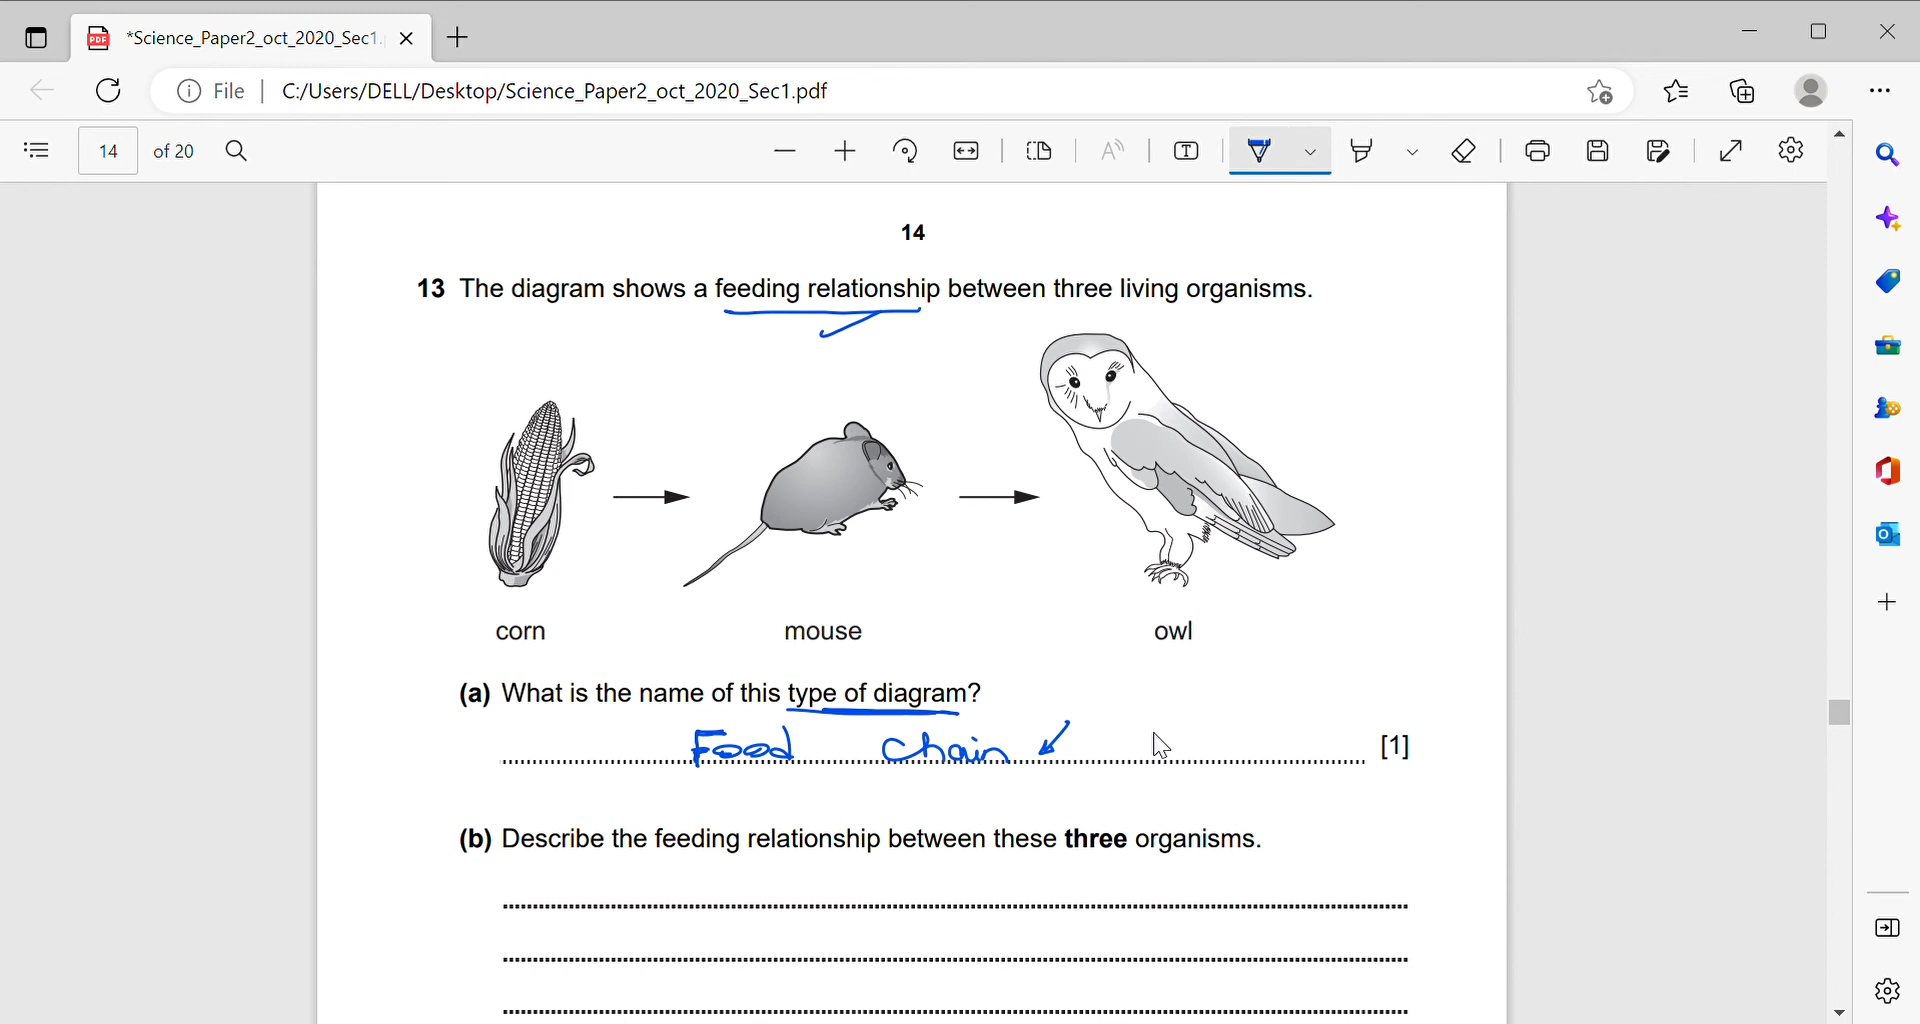 *Science_Paper2_oct_2020_Sec1.
File | C:/Users/DELL/Desktop/Science_Paper2_oct_2020_Sec1.pdf
14 of 20
14
13 The diagram shows a feeding relationship between three living organisms.
corn mouse owl
(a) What is the name of this type of diagram?
Food Chain [1]
(b) Describe the feeding relationship between these three organisms.